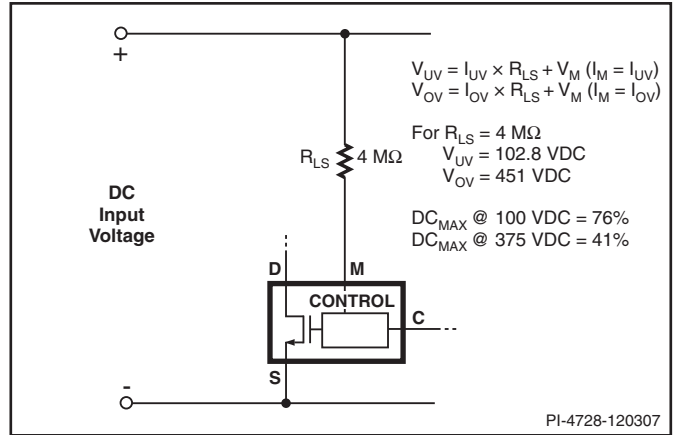 +
V_UV = I_UV × R_LS + V_M (I_M = I_UV)
V_OV = I_OV × R_LS + V_M (I_M = I_OV)
For R_LS = 4 MΩ
V_UV = 102.8 VDC
V_OV = 451 VDC
DC_MAX @ 100 VDC = 76%
DC_MAX @ 375 VDC = 41%
R_LS 4 MΩ
DC
Input
Voltage
D M
CONTROL
C
S
-
PI-4728-120307